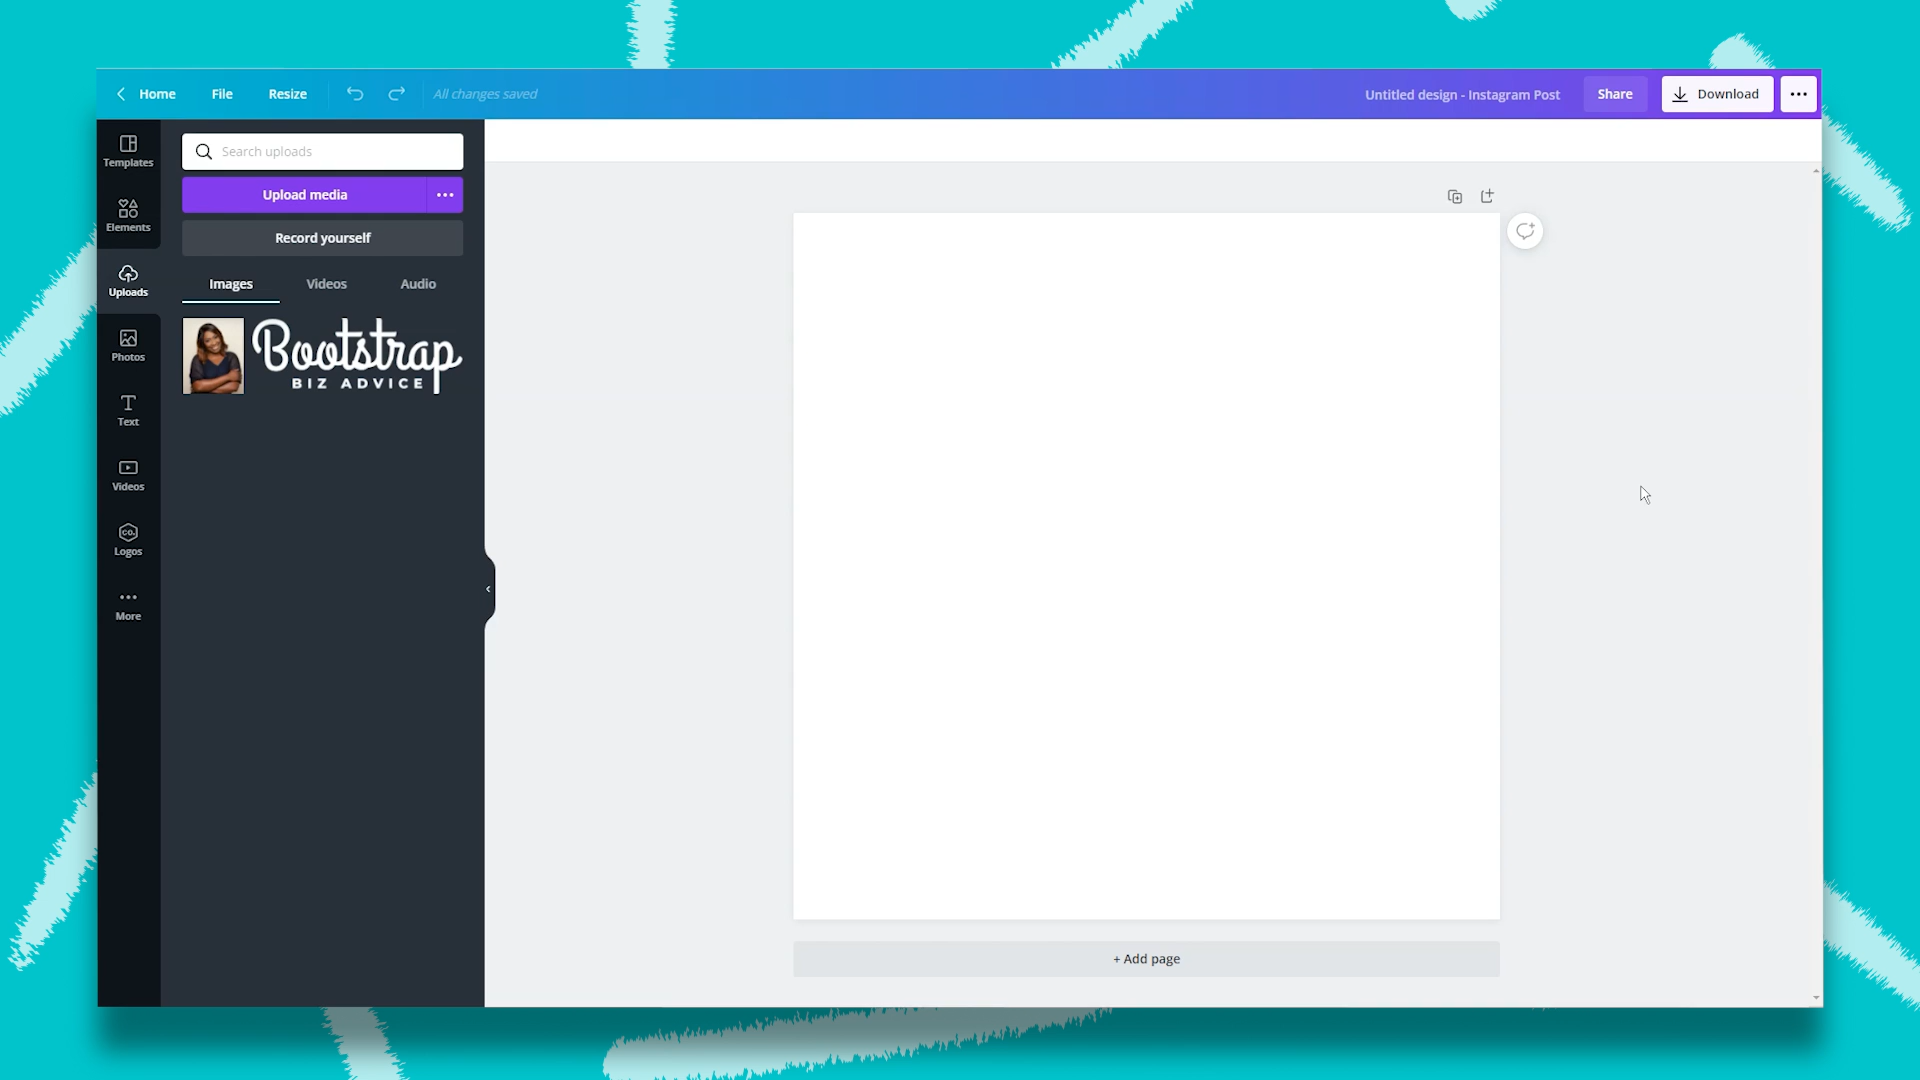 Home File Resize All changes saved Untitled design - Instagram Post Share Download
Templates
Elements
Uploads
Photos
Text
Videos
CO.
Logos
More
Search uploads
Upload media
Record yourself
Images Videos Audio
Bootstrap
BIZ ADVICE
+ Add page